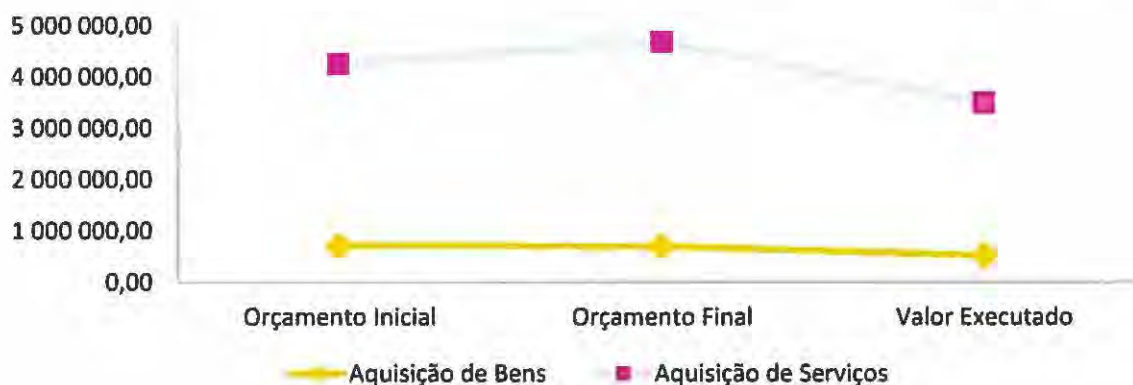 5 000 000,00
4 000 000,00
3 000 000,00
2 000 000,00
1 000 000,00
0,00
Orçamento Inicial Orçamento Final Valor Executado
Aquisição de Bens Aquisição de Serviços